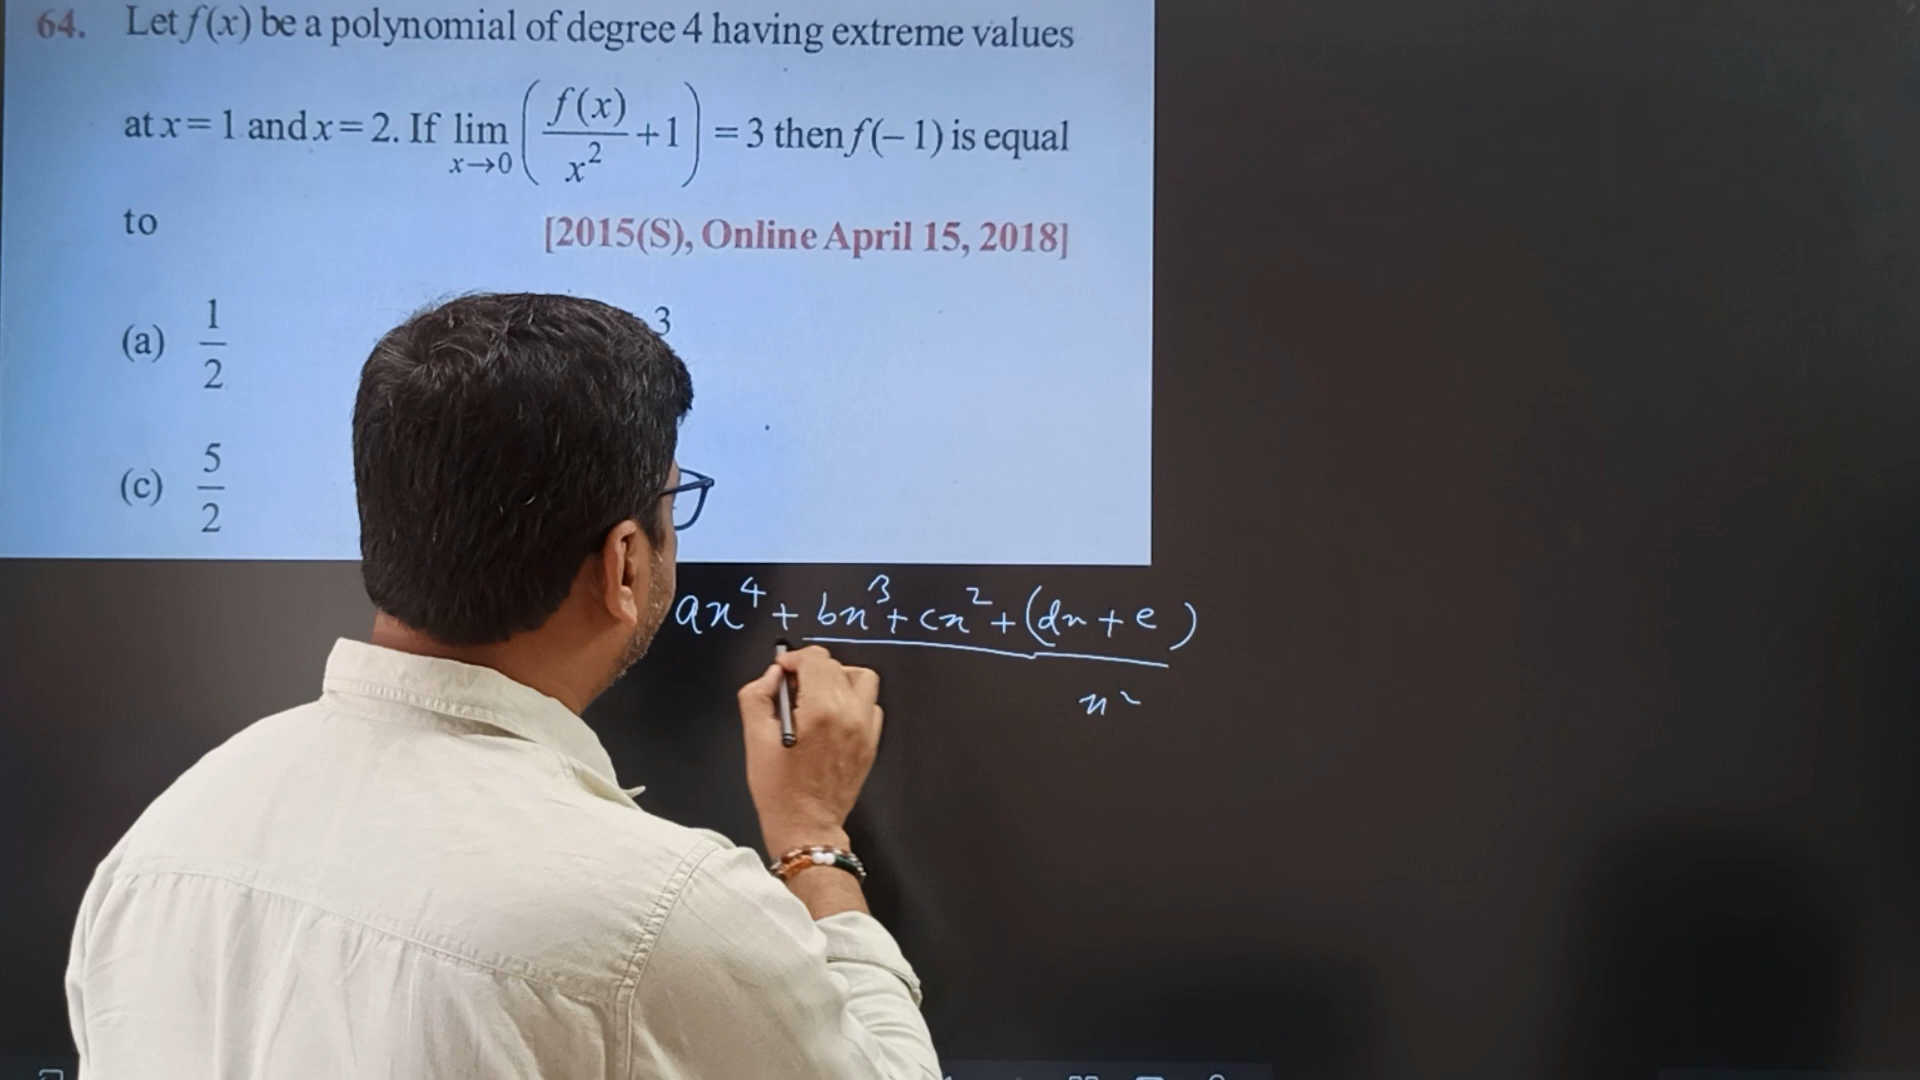 64. Let f(x) be a polynomial of degree 4 having extreme values
at x = 1 and x = 2. If lim x→0 (f(x)/x² + 1) = 3 then f(– 1) is equal
to [2015(S), Online April 15, 2018]
(a) 1/2
3
(c) 5/2
ax⁴ + bx³ + cx² + (dx + e)
x²